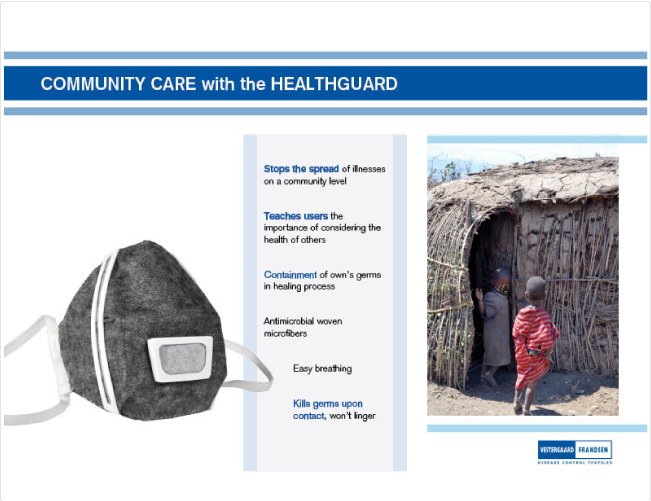 COMMUNITY CARE with the HEALTHGUARD
Stops the spread of illnesses
on a community level
Teaches users the
importance of considering the
health of others
Containment of own's germs
in healing process
Antimicrobial woven
microfibers
Easy breathing
Kills germs upon
contact, won't linger
VESTERGAARD FRANDSEN
DISEASE CONTROL TEXTILES